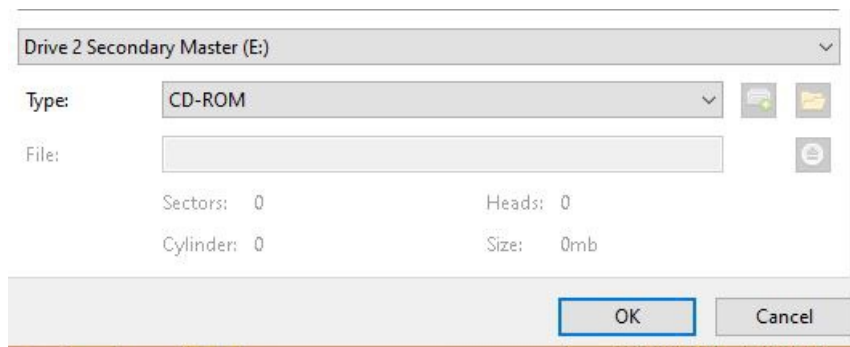 Drive 2 Secondary Master (E:)
Type: CD-ROM
File:
Sectors: 0 Heads: 0
Cylinder: 0 Size: 0mb
OK Cancel